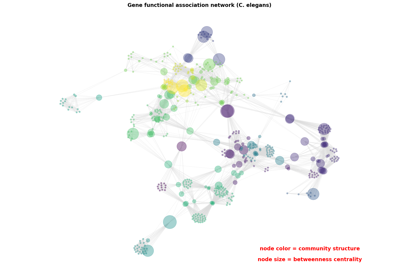 Gene functional association network (C. elegans)
node color = community structure
node size = betweenness centrality